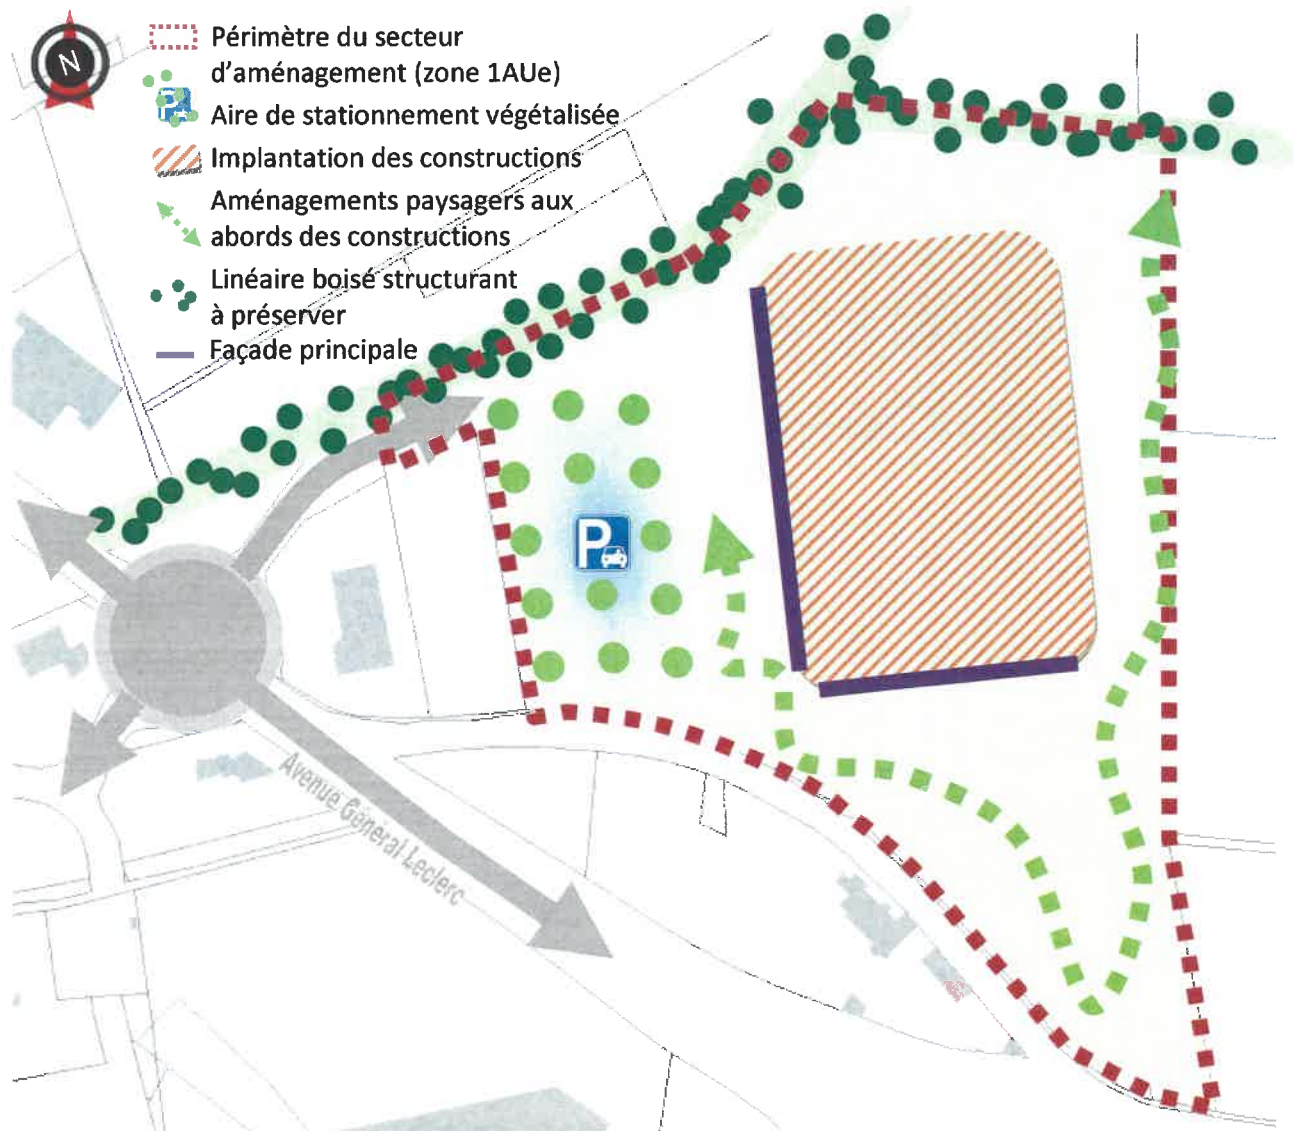 N
Périmètre du secteur
d'aménagement (zone 1AUe)
P
Aire de stationnement végétalisée
Implantation des constructions
Aménagements paysagers aux
abords des constructions
Linéaire boisé structurant
à préserver
Façade principale
P
Avenue Général Leclerc